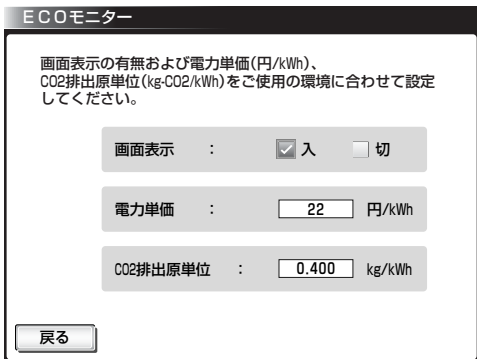 ECOモニター
画面表示の有無および電力単価(円/kWh)、
CO2排出原単位(kg-CO2/kWh)をご使用の環境に合わせて設定
してください。
画面表示 : 入 切
電力単価 : 22 円/kWh
CO2排出原単位 : 0.400 kg/kWh
戻る